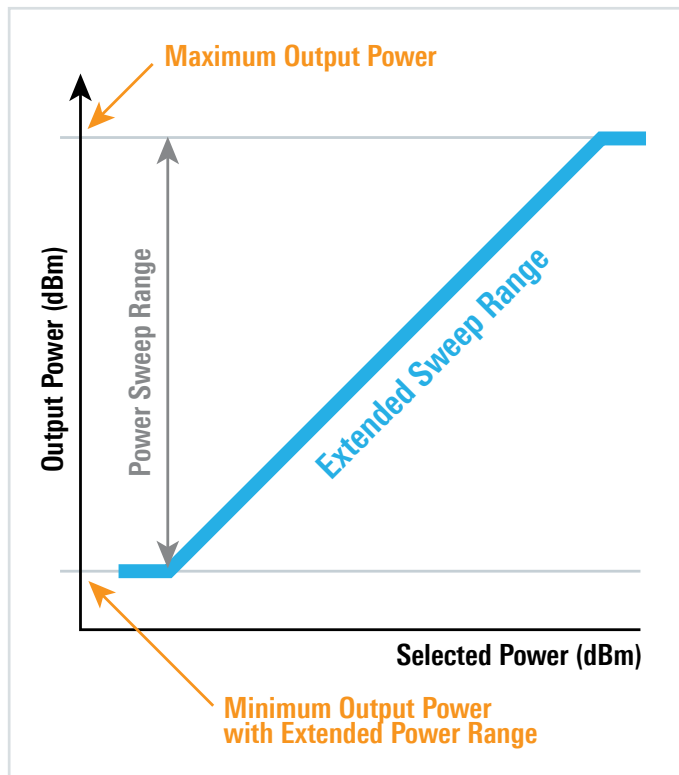 Maximum Output Power
Output Power (dBm)
Power Sweep Range
Extended Sweep Range
Selected Power (dBm)
Minimum Output Power
with Extended Power Range